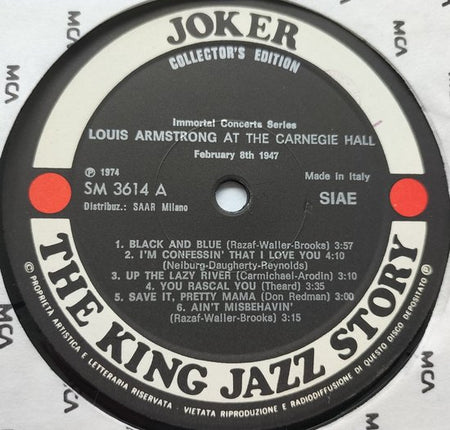 JOKER
COLLECTOR'S EDITION
Immortal Concerts Series
LOUIS ARMSTRONG AT THE CARNEGIE HALL
February 8th 1947
℗ 1974
Made in Italy
SM 3614 A
SIAE
Distribuz.: SAAR Milano
1. BLACK AND BLUE (Razaf-Waller-Brooks) 3:57
2. I'M CONFESSIN' THAT I LOVE YOU 4:10
(Neiburg-Daugherty-Reynolds)
3. UP THE LAZY RIVER (Carmichael-Arodin) 4:10
4. YOU RASCAL YOU (Theard) 3:35
5. SAVE IT, PRETTY MAMA (Don Redman) 3:00
6. AIN'T MISBEHAVIN'
(Razaf-Waller-Brooks) 3:15
THE KING JAZZ STORY
© PROPRIETA ARTISTICA E LETTERARIA RISERVATA - VIETATA RIPRODUZIONE E RADIODIFFUSIONE DI QUESTO DISCO DEPOSITATO ℗
MCA
MCA
MCA
MCA
MCA
MCA